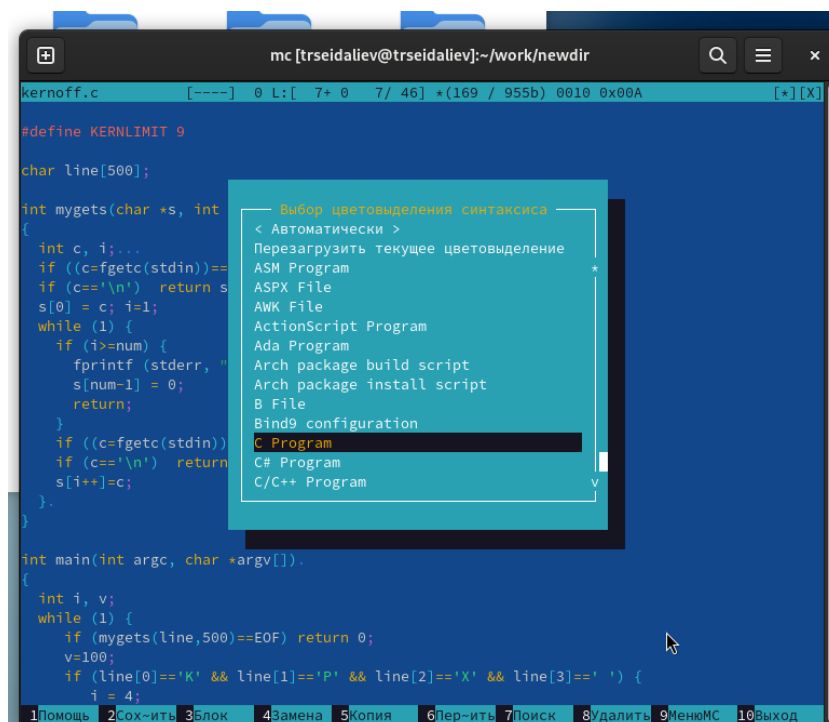 mc [trseidaliev@trseidaliev]:~/work/newdir
kernoff.c [----] 0 L:[ 7+ 0 7/ 46] *(169 / 955b) 0010 0x00A [*][X]
#define KERNLIMIT 9
char line[500];
int mygets(char *s, int
{
int c, i;...
if ((c=fgetc(stdin))==
if (c=='\n') return s
s[0] = c; i=1;
while (1) {
if (i>=num) {
fprintf (stderr, "
s[num-1] = 0;
return;
}
if ((c=fgetc(stdin))
if (c=='\n') return
s[i++]=c;
}.
}
int main(int argc, char *argv[]).
{
int i, v;
while (1) {
if (mygets(line,500)==EOF) return 0;
v=100;
if (line[0]=='K' && line[1]=='P' && line[2]=='X' && line[3]==' ') {
i = 4;
Выбор цветовыделения синтаксиса
< Автоматически >
Перезагрузить текущее цветовыделение
ASM Program
ASPX File
AWK File
ActionScript Program
Ada Program
Arch package build script
Arch package install script
B File
Bind9 configuration
C Program
C# Program
C/C++ Program
1Помощь 2Сох~ить 3Блок 4Замена 5Копия 6Пер~ить 7Поиск 8Удалить 9МенюMC 10Выход